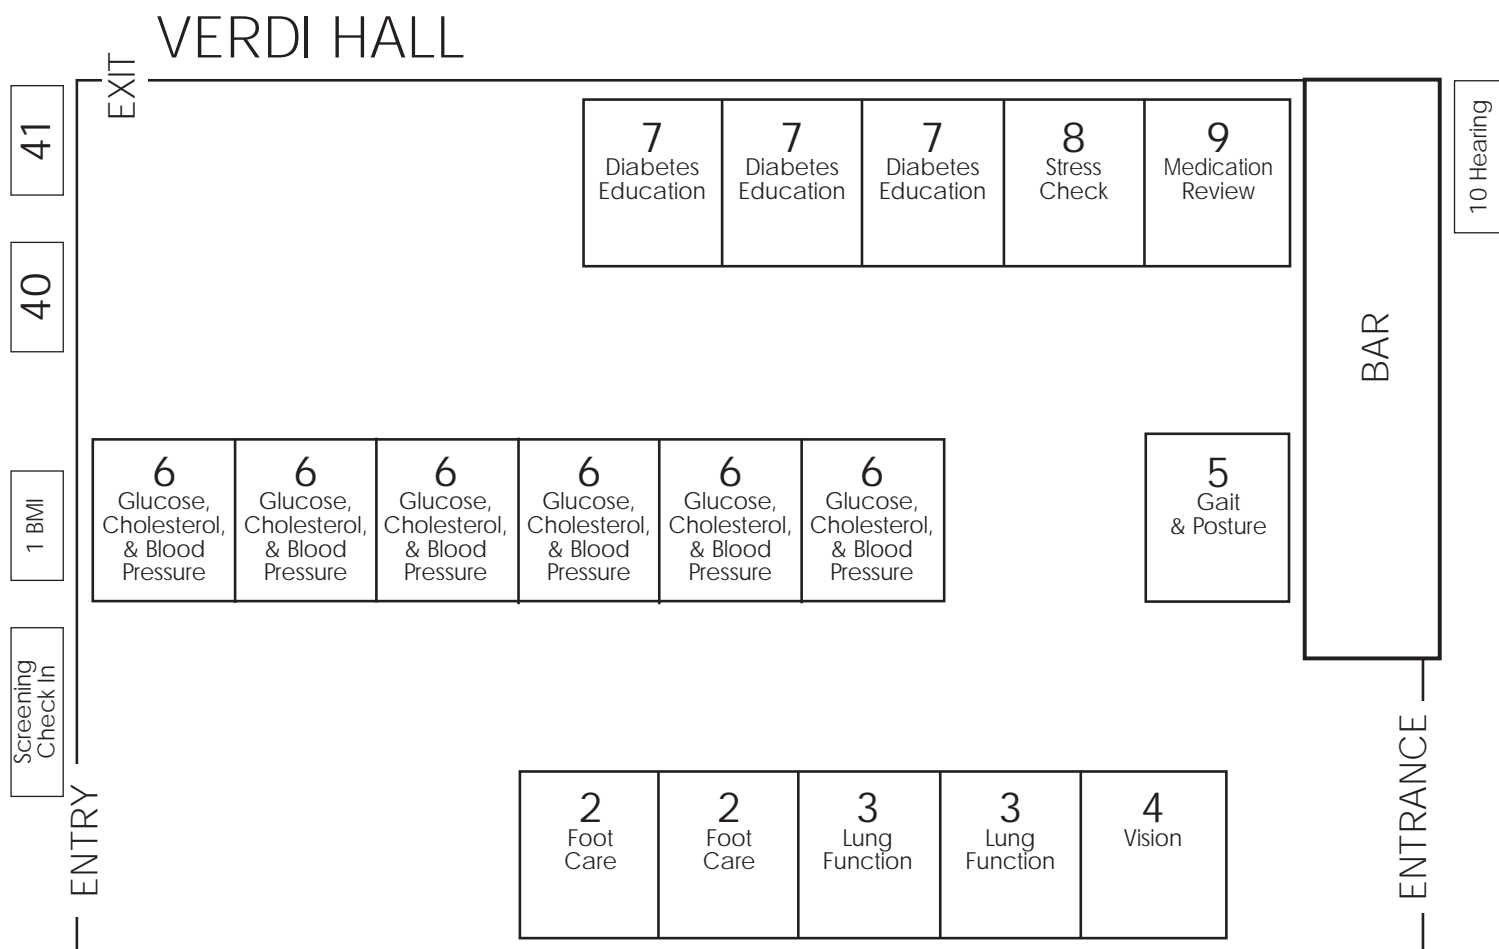 VERDI HALL
EXIT
41
40
1 BMI
Screening
Check In
ENTRY
7
Diabetes
Education
7
Diabetes
Education
7
Diabetes
Education
8
Stress
Check
9
Medication
Review
BAR
10 Hearing
6
Glucose,
Cholesterol,
& Blood
Pressure
6
Glucose,
Cholesterol,
& Blood
Pressure
6
Glucose,
Cholesterol,
& Blood
Pressure
6
Glucose,
Cholesterol,
& Blood
Pressure
6
Glucose,
Cholesterol,
& Blood
Pressure
6
Glucose,
Cholesterol,
& Blood
Pressure
5
Gait
& Posture
2
Foot
Care
2
Foot
Care
3
Lung
Function
3
Lung
Function
4
Vision
ENTRANCE